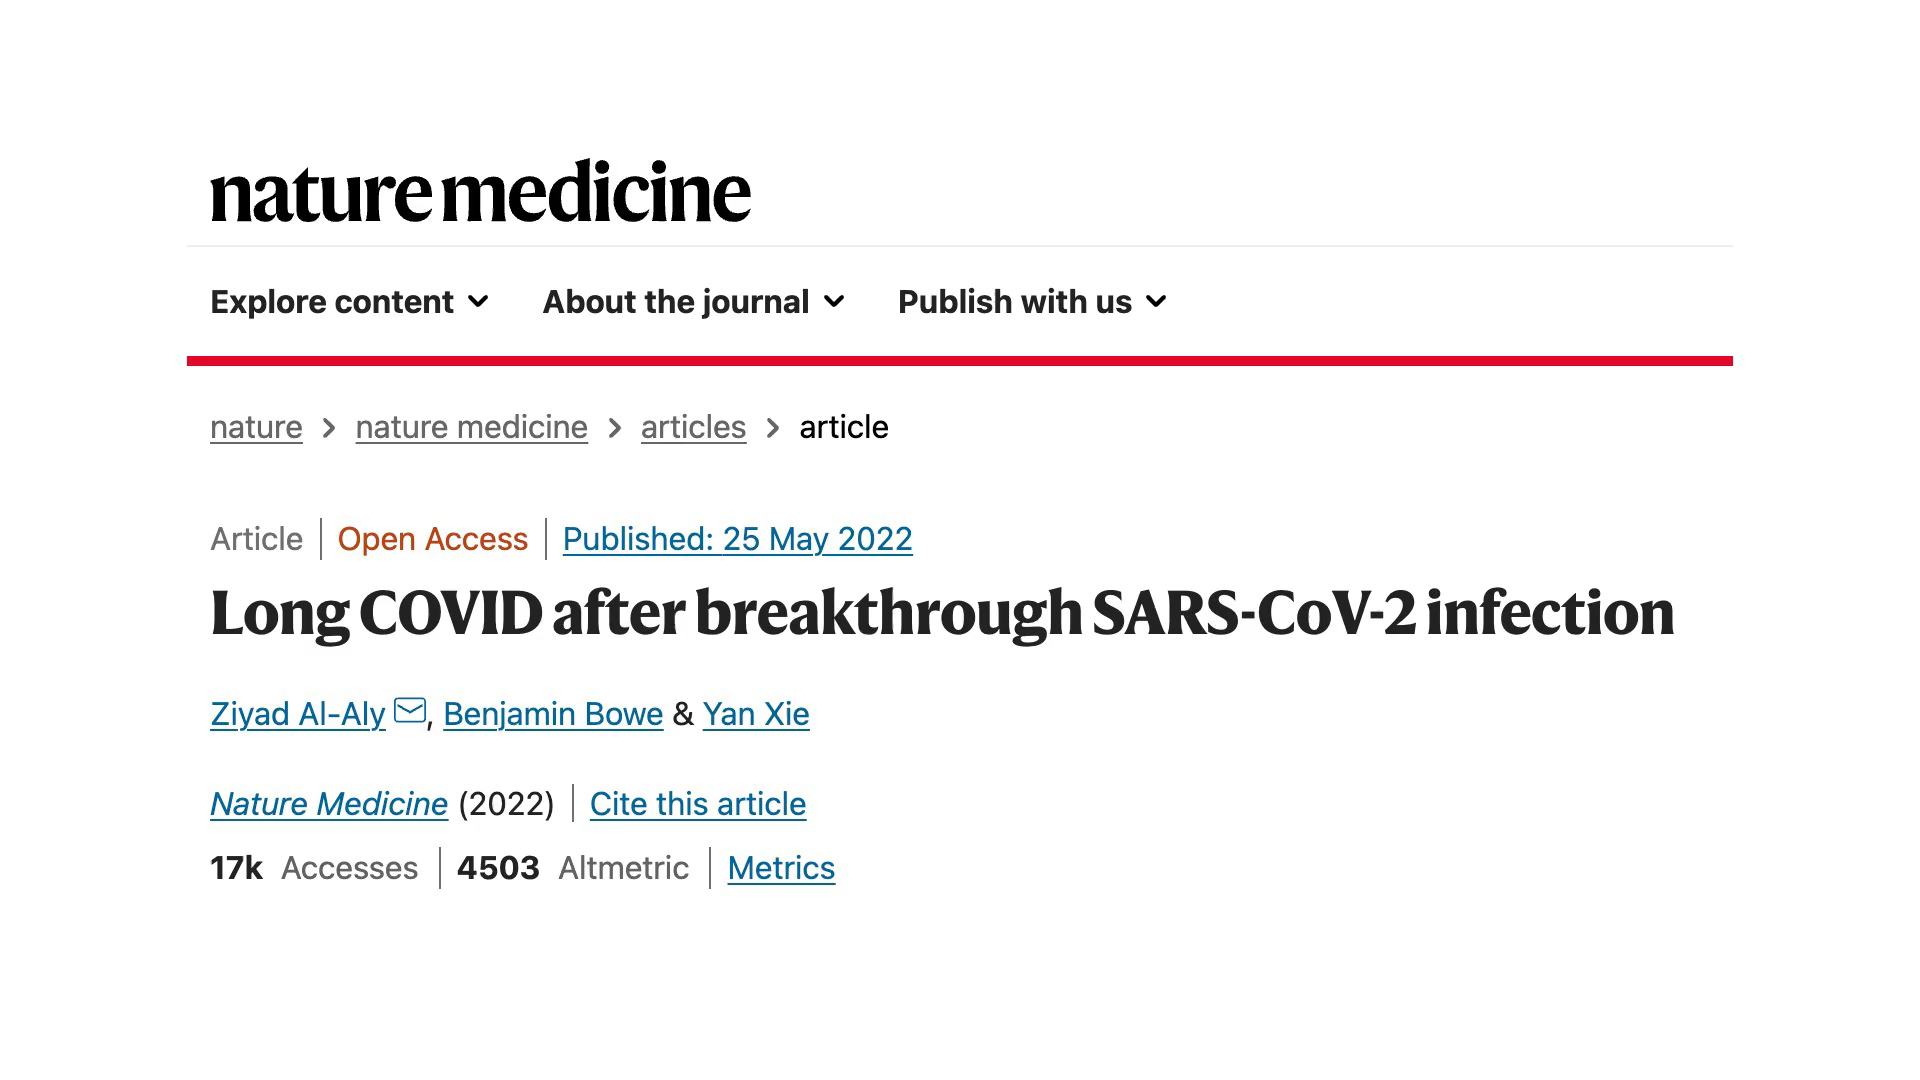 nature medicine
Explore content About the journal Publish with us
nature > nature medicine > articles > article
Article | Open Access | Published: 25 May 2022
Long COVID after breakthrough SARS-CoV-2 infection
Ziyad Al-Aly, Benjamin Bowe & Yan Xie
Nature Medicine (2022) | Cite this article
17k Accesses | 4503 Altmetric | Metrics